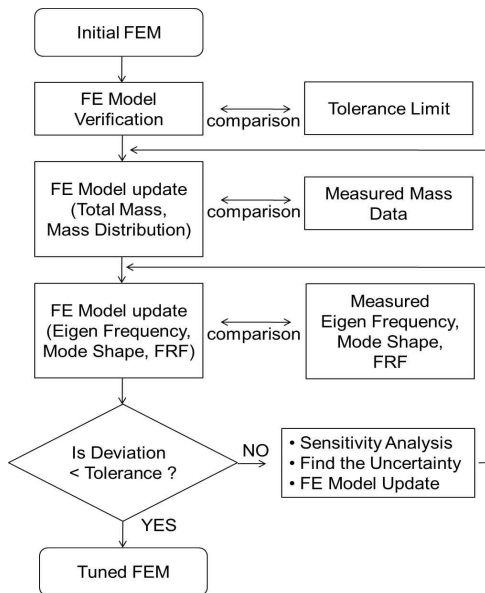 Initial FEM
FE Model
Verification
comparison
Tolerance Limit
FE Model update
(Total Mass,
Mass Distribution)
comparison
Measured Mass
Data
FE Model update
(Eigen Frequency,
Mode Shape, FRF)
comparison
Measured
Eigen Frequency,
Mode Shape,
FRF
Is Deviation
< Tolerance ?
NO
• Sensitivity Analysis
• Find the Uncertainty
• FE Model Update
YES
Tuned FEM